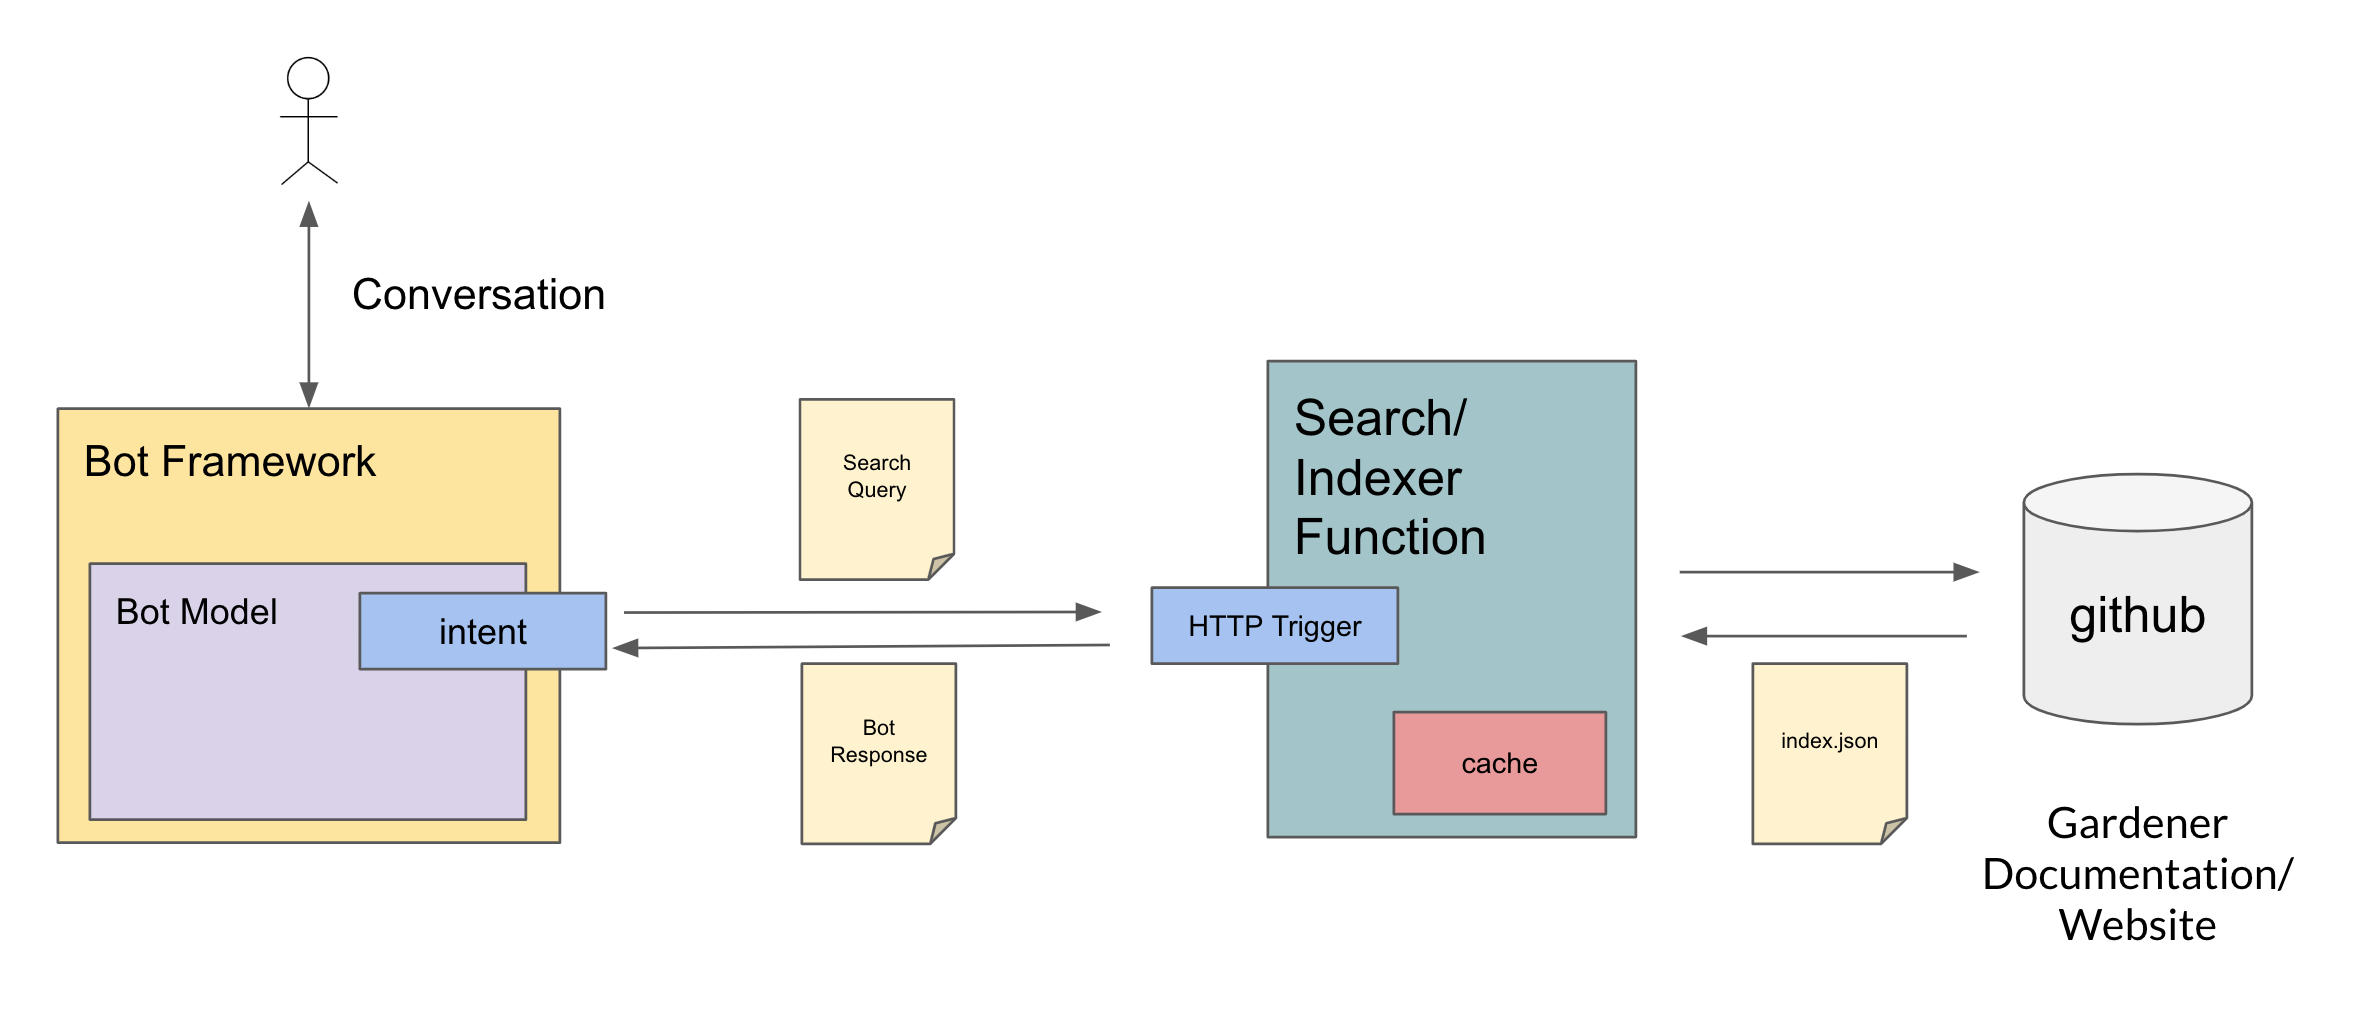 Conversation
Bot Framework
Bot Model
intent
Search
Query
Bot
Response
Search/
Indexer
Function
HTTP Trigger
cache
index.json
github
Gardener
Documentation/
Website